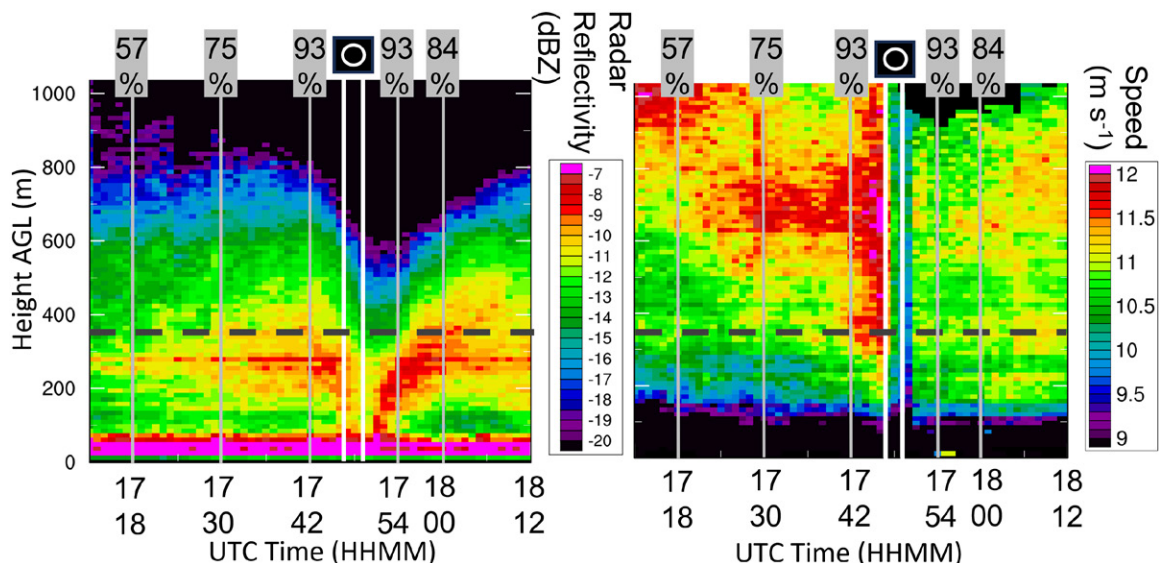 57 % 75 % 93 % 93 % 84 %
Radar Reflectivity (dBZ)
57 % 75 % 93 % 93 % 84 %
Speed (m s⁻¹)
Height AGL (m)
1000
800
600
400
200
0
-7
-8
-9
-10
-11
-12
-13
-14
-15
-16
-17
-18
-19
-20
12
11.5
11
10.5
10
9.5
9
17 17 17 17 18 18
18 30 42 54 00 12
UTC Time (HHMM)
17 17 17 17 18 18
18 30 42 54 00 12
UTC Time (HHMM)